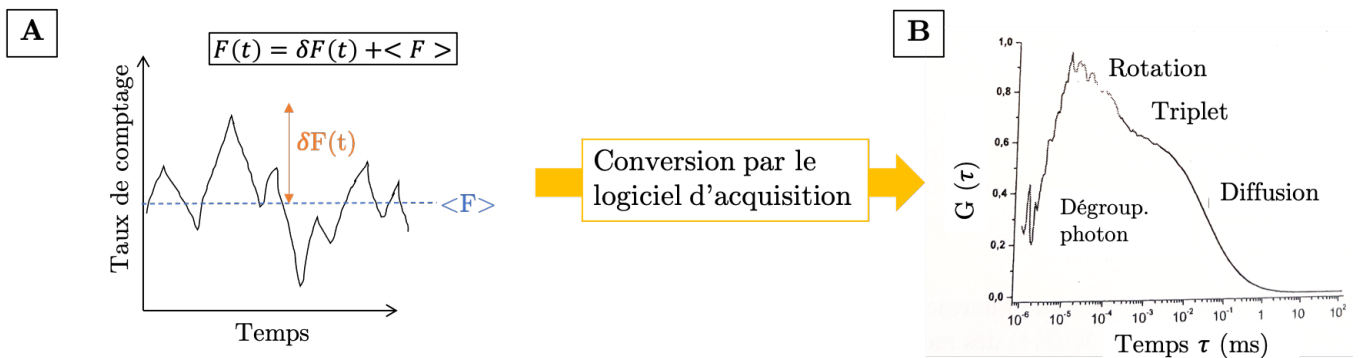 A
F(t) = δF(t) +< F >
Taux de comptage
δF(t)
<F>
Temps
Conversion par le
logiciel d'acquisition
B
G (τ)
1,0
0,8
0,6
0,4
0,2
0,0
Rotation
Triplet
Diffusion
Dégroup.
photon
10⁻⁶ 10⁻⁵ 10⁻⁴ 10⁻³ 10⁻² 10⁻¹ 1 10 10²
Temps τ (ms)